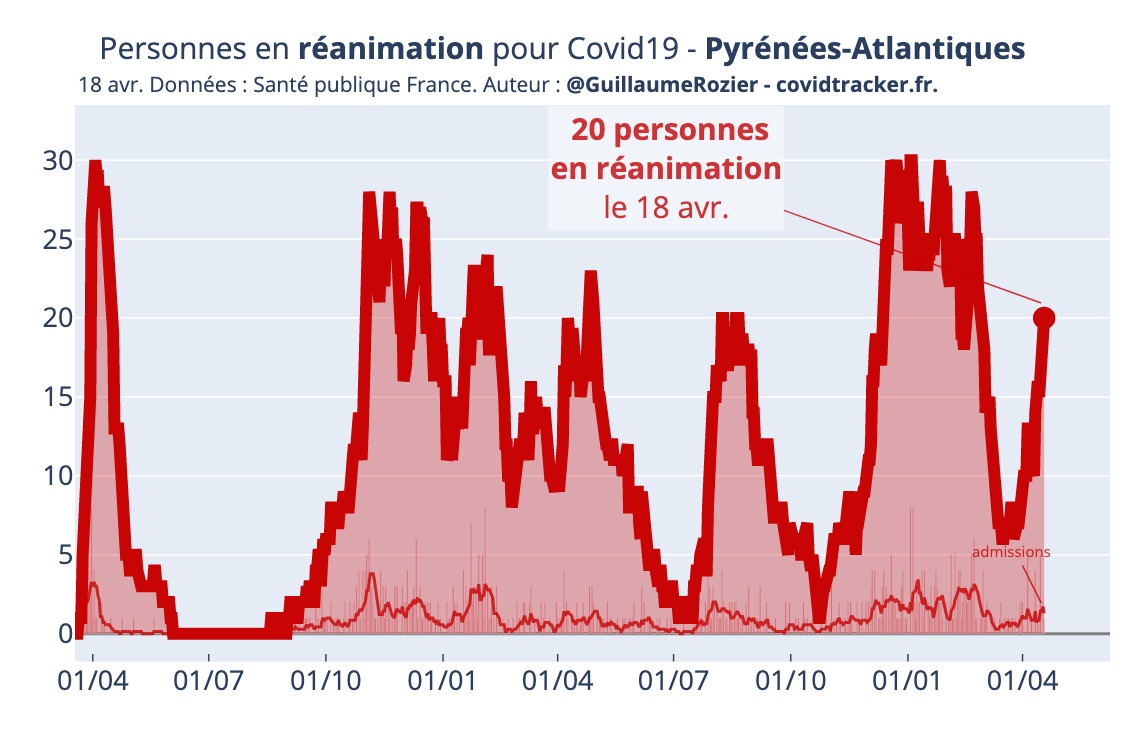 Personnes en réanimation pour Covid19 - Pyrénées-Atlantiques
18 avr. Données : Santé publique France. Auteur : @GuillaumeRozier - covidtracker.fr.
20 personnes
en réanimation
le 18 avr.
30
25
20
15
10
5
0
admissions
01/04 01/07 01/10 01/01 01/04 01/07 01/10 01/01 01/04